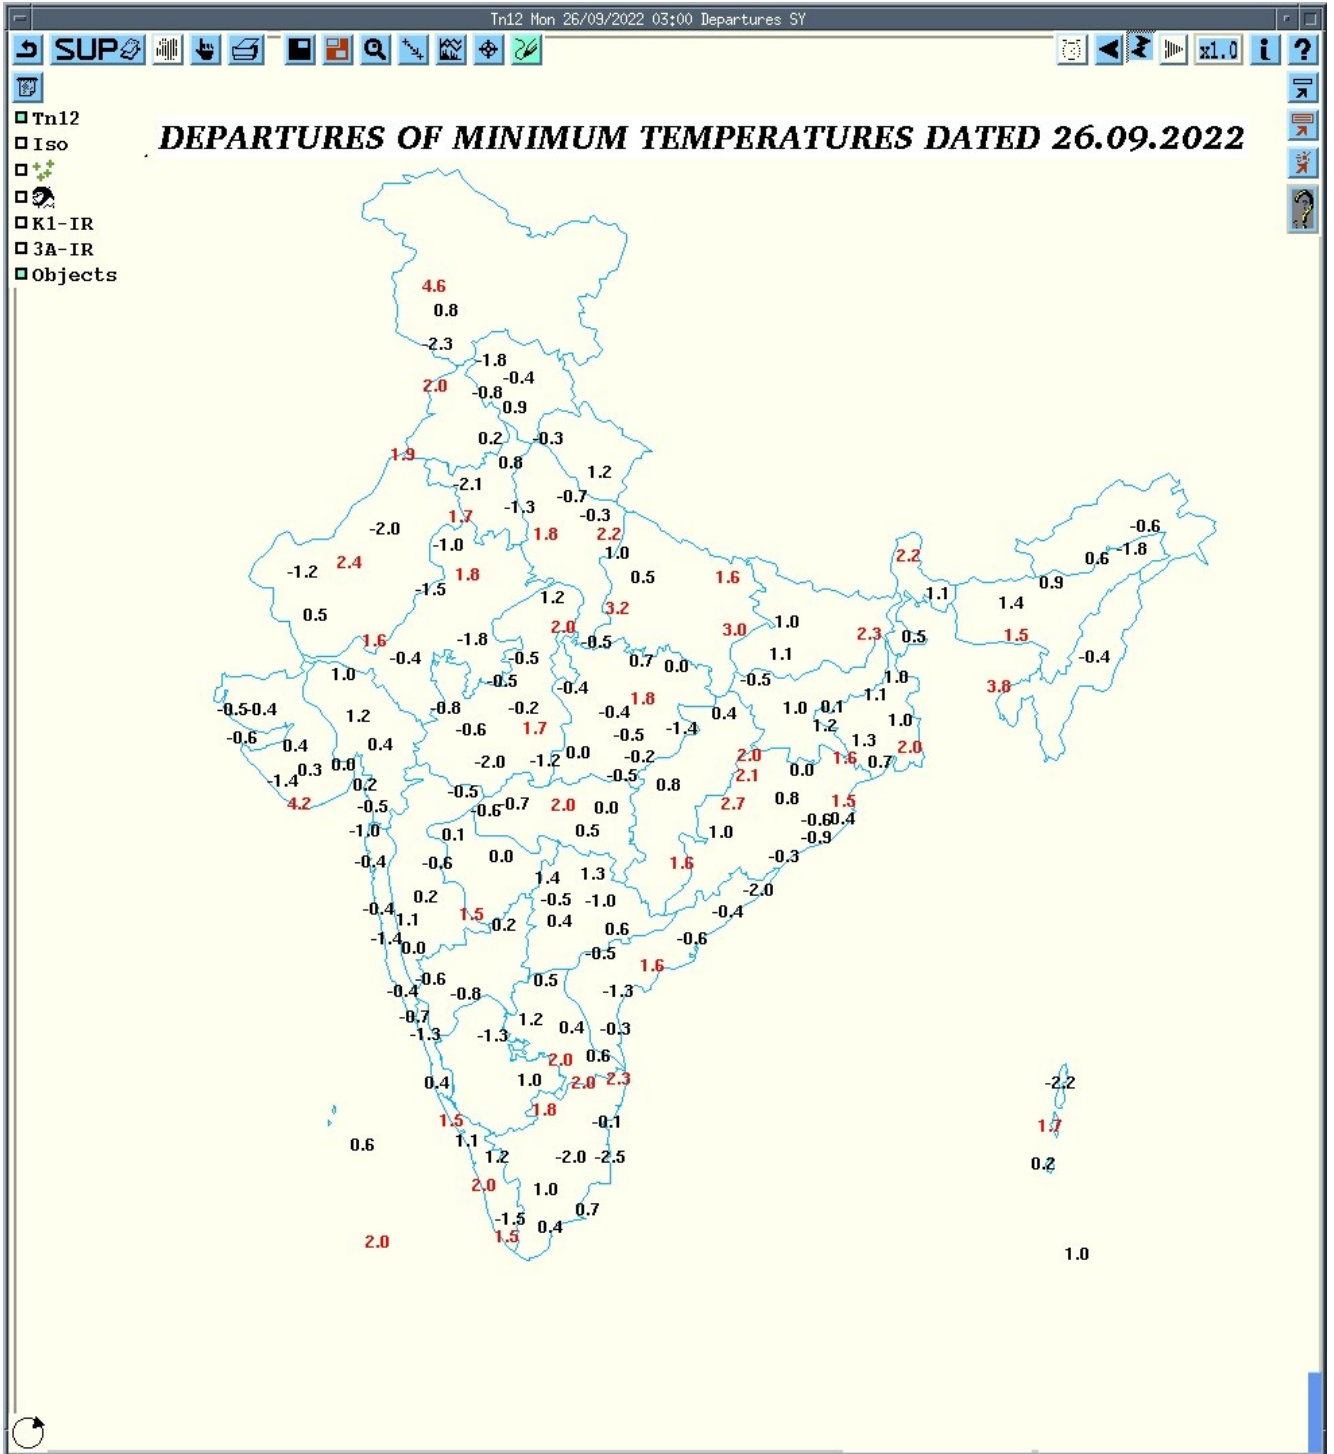 Tn12 Mon 26/09/2022 03:00 Departures SY
SUP x1.0 i ?
Tn12
DEPARTURES OF MINIMUM TEMPERATURES DATED 26.09.2022
Iso
K1-IR
3A-IR
Objects
4.6
0.8
-2.3
-1.8
-0.4
2.0 -0.8
0.9
0.2 -0.3
1.9 0.8
1.2
-2.1
-0.7
-1.3
1.7 -0.3
-2.0 1.8 2.2 -0.6
-1.0 1.0 0.6 -1.8
2.4 2.2
-1.2 1.8 0.5 1.6
-1.5 1.2 1.1 0.9
0.5 3.2 1.4
1.6 -1.8 2.0 -0.5 3.0 1.0 2.3 0.5 1.5
-0.4 -0.5 0.7 0.0 1.1 -0.4
1.0 -0.5 -0.4 -0.5 1.0 3.8
-0.5 -0.4 1.2 -0.8 -0.2 -0.4 1.8 0.4 1.0 0.1 1.1
-0.6 -0.6 1.7 -0.5 -1.4 1.2 1.0
0.4 0.4 -2.0 -1.2 0.0 -0.2 2.0 1.3 2.0
0.3 0.0 -0.5 2.1 0.0 1.6 0.7
-1.4 0.2 -0.5 0.8
4.2 -0.5 -0.6 -0.7 2.0 0.0 2.7 0.8 1.5
-1.0 0.1 0.5 1.0 -0.6 0.4
-0.9
-0.4 -0.6 0.0 1.6 -0.3
1.4 1.3
0.2 -0.5 -1.0 -2.0
-0.4 1.1 1.5 0.2 0.4 0.6 -0.4
-1.4 0.0 -0.5 -0.6
-0.6 0.5 1.6
-0.4 -0.8 -1.3
-0.7 1.2 0.4 -0.3
-1.3 -1.3
2.0 0.6
0.4 1.0 2.0 2.3 -2.2
1.5 1.8 -0.1 1.7
0.6 1.1
1.2 -2.0 -2.5 0.2
2.0 1.0
-1.5 0.7
0.4
2.0 1.5
1.0